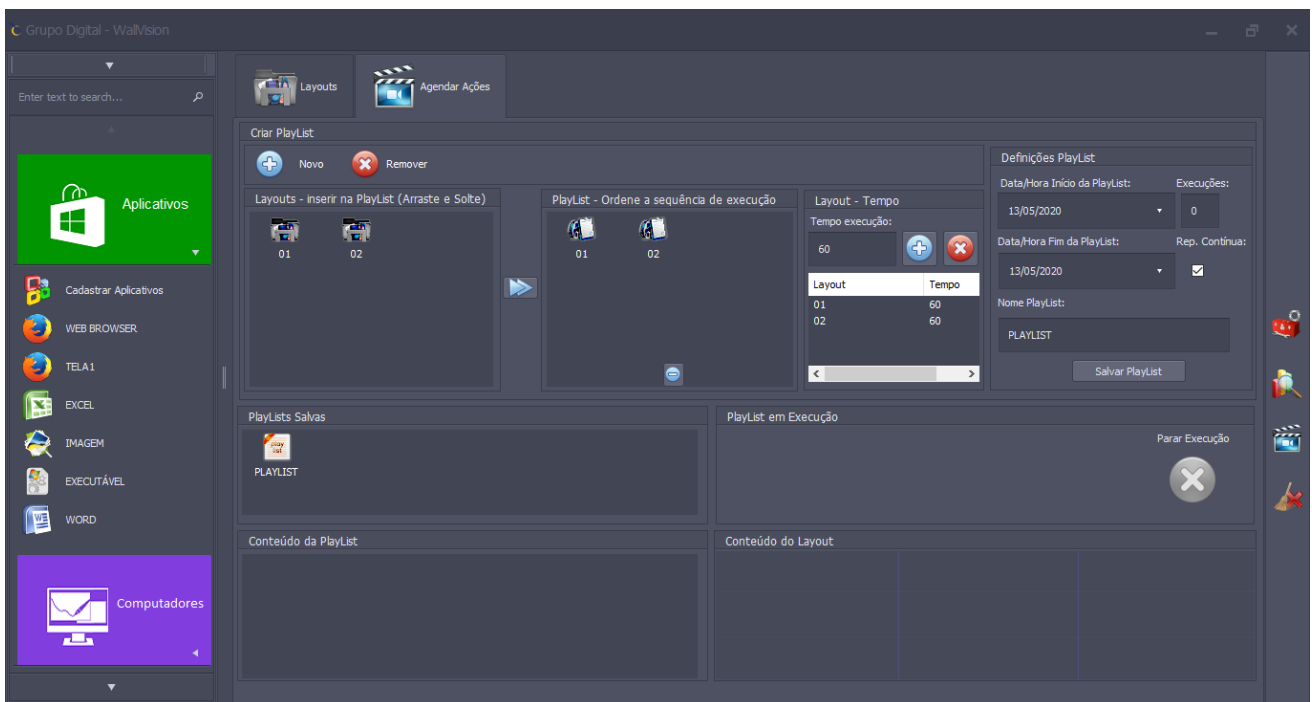 Grupo Digital - WallVision
Enter text to search...
Layouts
Agendar Ações
Aplicativos
Cadastrar Aplicativos
WEB BROWSER
TELA1
EXCEL
IMAGEM
EXECUTÁVEL
WORD
Computadores
Criar PlayList
Novo
Remover
Layouts - inserir na PlayList (Arraste e Solte)
01
02
PlayList - Ordene a sequência de execução
01
02
Layout - Tempo
Tempo execução:
60
Layout Tempo
01 60
02 60
Definições PlayList
Data/Hora Início da PlayList: Execuções:
13/05/2020 0
Data/Hora Fim da PlayList: Rep. Contínua:
13/05/2020
Nome PlayList:
PLAYLIST
Salvar PlayList
PlayLists Salvas
play
list
PLAYLIST
PlayList em Execução
Parar Execução
Conteúdo da PlayList
Conteúdo do Layout